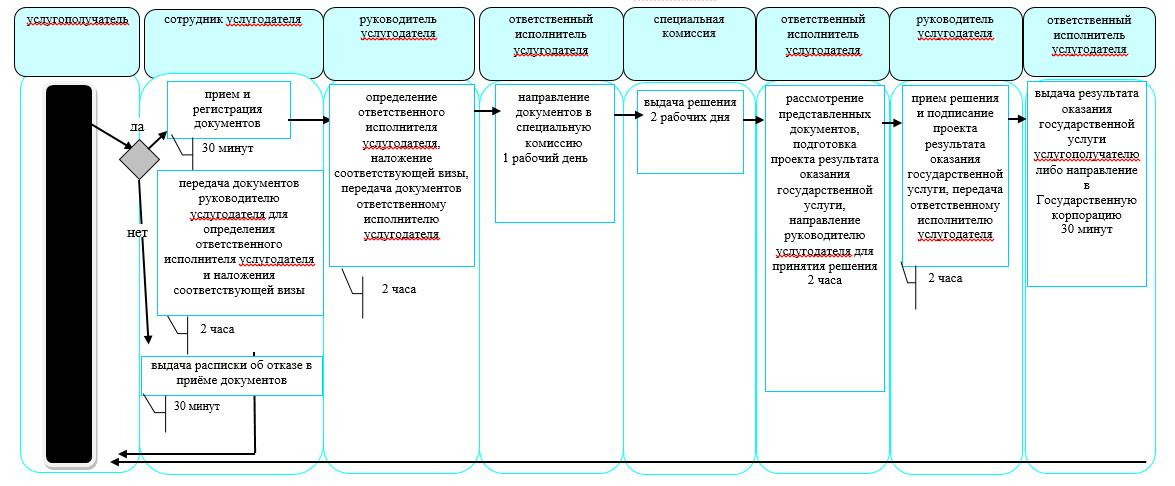 услугополучатель
сотрудник услугодателя
руководитель
услугодателя
ответственный
исполнитель
услугодателя
специальная
комиссия
ответственный
исполнитель
услугодателя
руководитель
услугодателя
ответственный
исполнитель
услугодателя
да
нет
прием и
регистрация
документов
30 минут
передача документов
руководителю
услугодателя для
определения
ответственного
исполнителя услугодателя
и наложения
соответствующей визы
2 часа
выдача расписки об отказе в
приёме документов
30 минут
определение
ответственного
исполнителя
услугодателя,
наложение
соответствующей визы,
передача документов
ответственному
исполнителю
услугодателя
2 часа
направление
документов в
специальную
комиссию
1 рабочий день
выдача решения
2 рабочих дня
рассмотрение
представленных
документов,
подготовка
проекта результата
оказания
государственной
услуги,
направление
руководителю
услугодателя для
принятия решения
2 часа
прием решения
и подписание
проекта
результата
оказания
государственной
услуги, передача
ответственному
исполнителю
услугодателя
2 часа
выдача результата
оказания
государственной
услуги
услугополучателю
либо направление
в
Государственную
корпорацию
30 минут